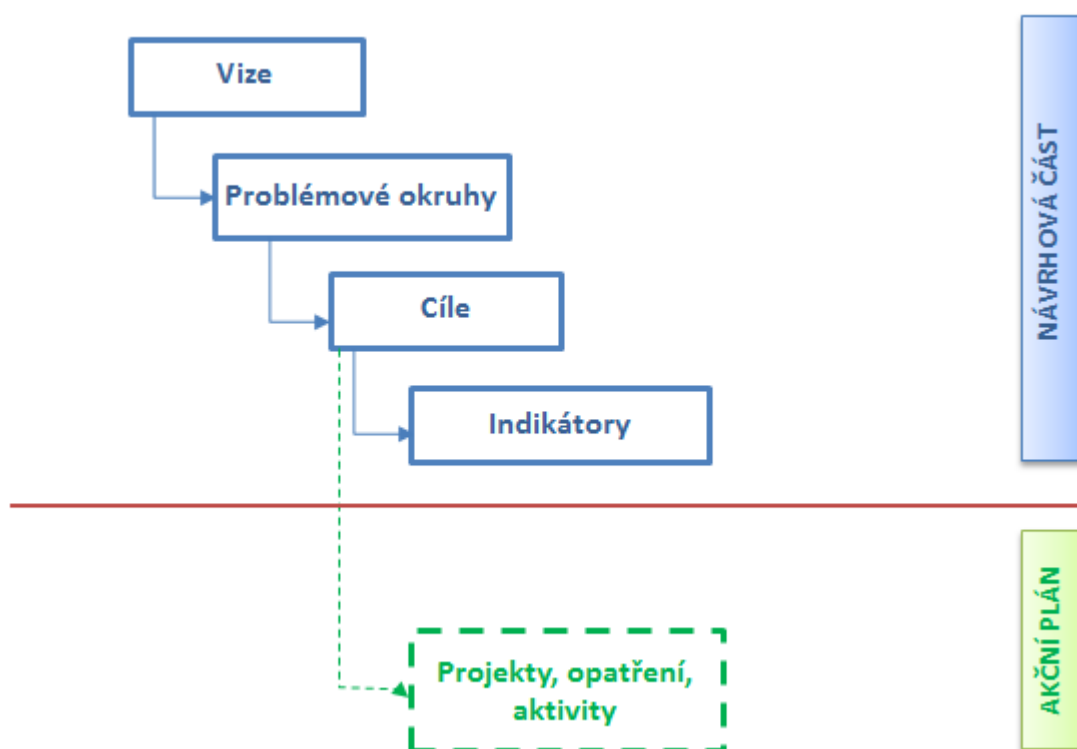 Vize
Problémové okruhy
Cíle
Indikátory
NÁVRHOVÁ ČÁST
Projekty, opatření,
aktivity
AKČNÍ PLÁN